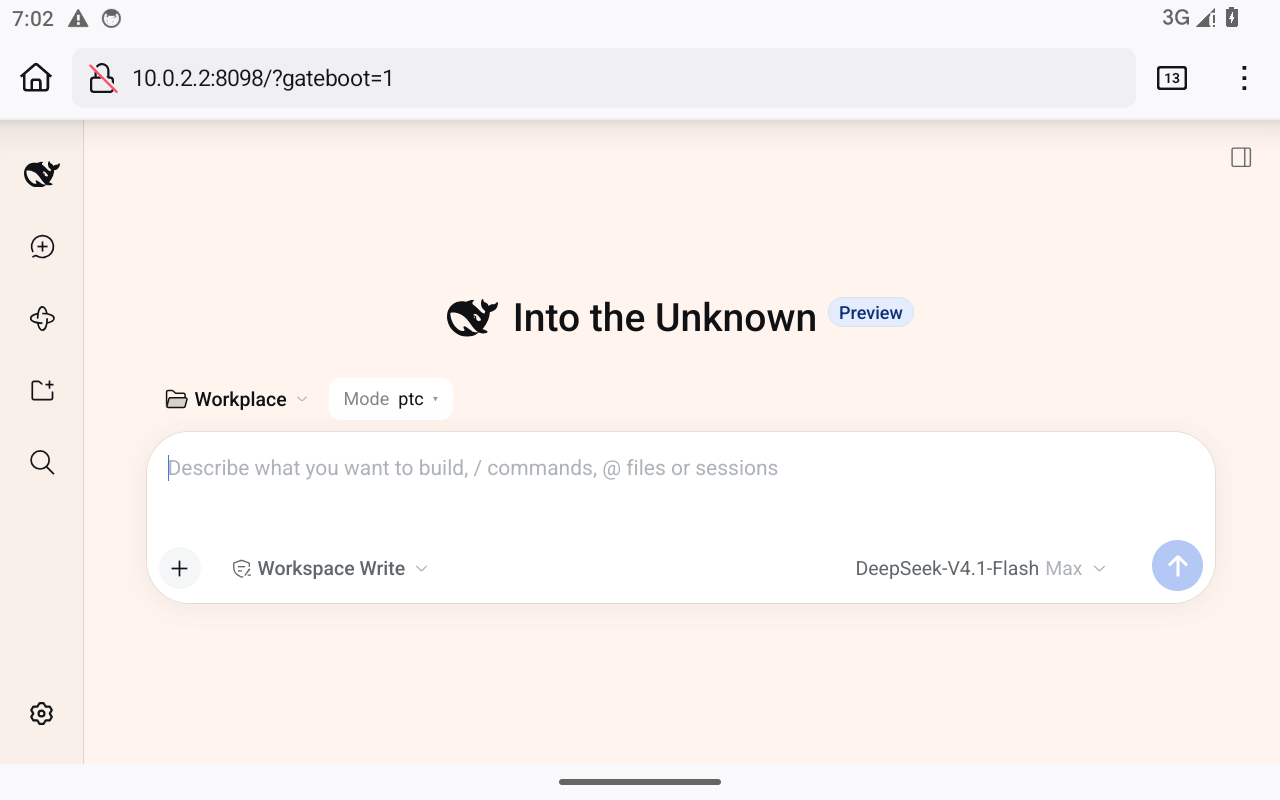 7:02
3G
10.0.2.2:8098/?gateboot=1
13
Into the Unknown
Preview
Workplace
Mode ptc
Describe what you want to build, / commands, @ files or sessions
Workspace Write
DeepSeek-V4.1-Flash Max